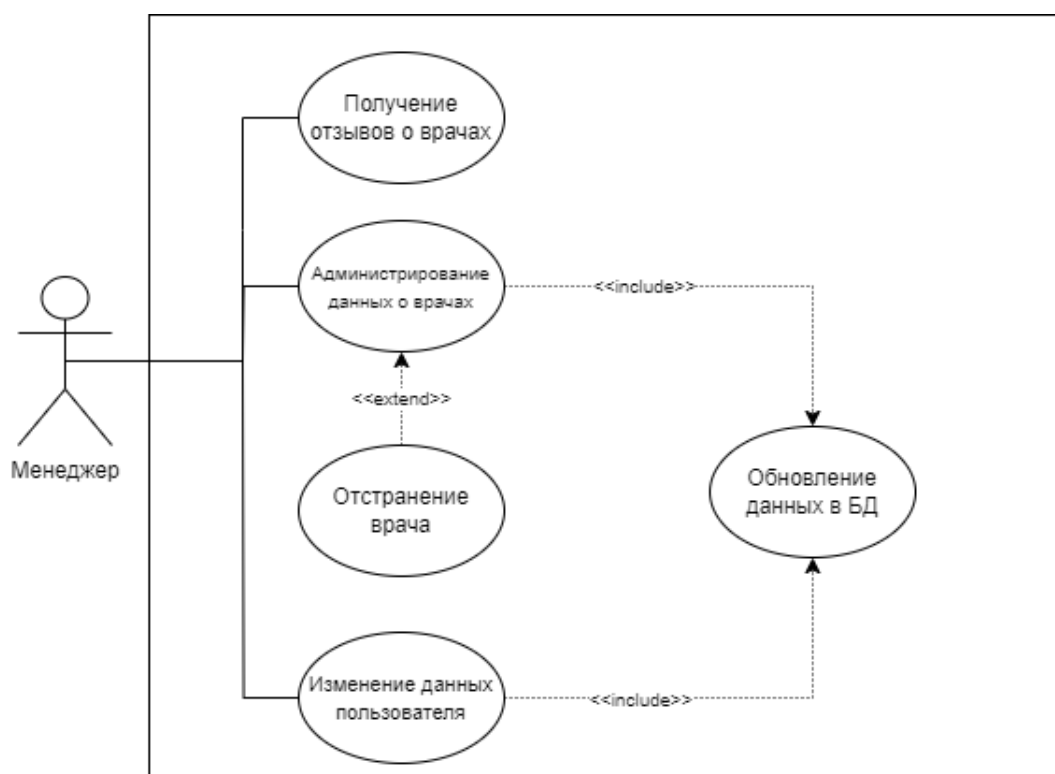 Получение
отзывов о врачах
Администрирование
данных о врачах
<<include>>
<<extend>>
Менеджер
Отстранение
врача
Обновление
данных в БД
Изменение данных
пользователя
<<include>>